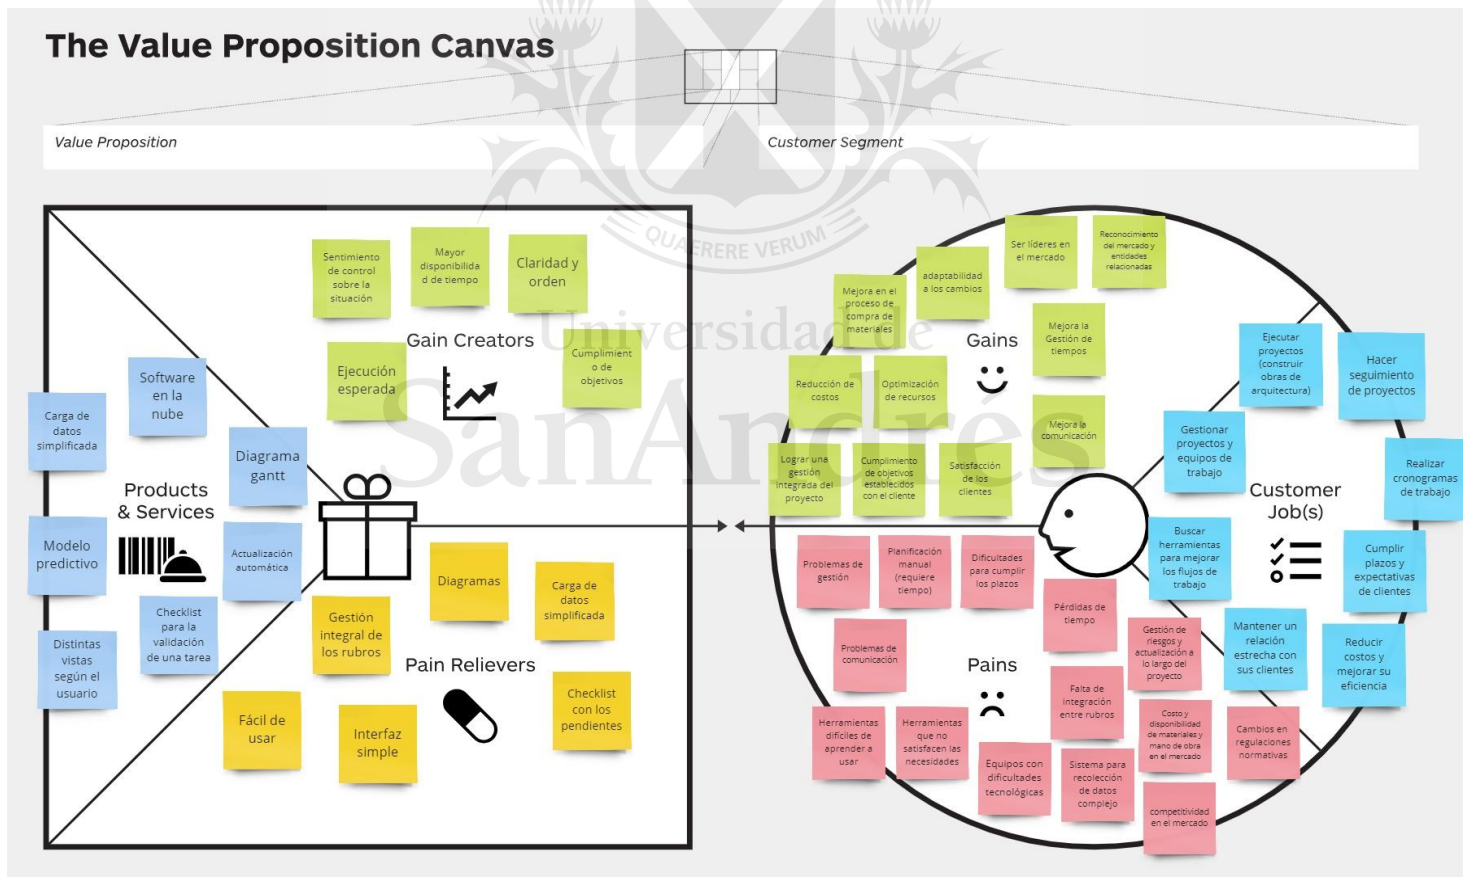 The Value Proposition Canvas
Value Proposition
Customer Segment
QUAERERE VERUM
Universidad de
SanAndrés
Sentimiento
de control
sobre la
situación
Mayor
disponibilida
d de tiempo
Claridad y
orden
Gain Creators
Ejecución
esperada
Cumplimient
o de
objetivos
Software
en la
nube
Carga de
datos
simplificada
Diagrama
gantt
Products
& Services
Modelo
predictivo
Actualización
automática
Checklist
para la
validación
de una tarea
Distintas
vistas
según el
usuario
Diagramas
Carga de
datos
simplificada
Gestión
integral de
los rubros
Pain Relievers
Fácil de
usar
Interfaz
simple
Checklist
con los
pendientes
Ser líderes en
el mercado
Reconocimiento
del mercado y
entidades
relacionadas
adaptabilidad
a los cambios
Mejora en el
proceso de
compra de
materiales
Gains
Mejora la
Gestión de
tiempos
Reducción de
costos
Optimización
de recursos
Mejora la
comunicación
Lograr una
gestión
integrada del
proyecto
Cumplimiento
de objetivos
establecidos
con el cliente
Satisfacción
de los
clientes
Ejecutar
proyectos
(construir
obras de
arquitectura)
Hacer
seguimiento
de proyectos
Gestionar
proyectos y
equipos de
trabajo
Realizar
cronogramas
de trabajo
Customer
Job(s)
Buscar
herramientas
para mejorar
los flujos de
trabajo
Cumplir
plazos y
expectativas
de clientes
Mantener un
relación
estrecha con
sus clientes
Reducir
costos y
mejorar su
eficiencia
Problemas de
gestión
Planificación
manual
(requiere
tiempo)
Dificultades
para cumplir
los plazos
Pérdidas de
tiempo
Problemas de
comunicación
Pains
Gestión de
riesgos y
actualización a
lo largo del
proyecto
Falta de
integración
entre rubros
Herramientas
difíciles de
aprender a
usar
Herramientas
que no
satisfacen las
necesidades
Costo y
disponibilidad
de materiales y
mano de obra
en el mercado
Cambios en
regulaciones
normativas
Equipos con
dificultades
tecnológicas
Sistema para
recolección
de datos
complejo
competitividad
en el mercado